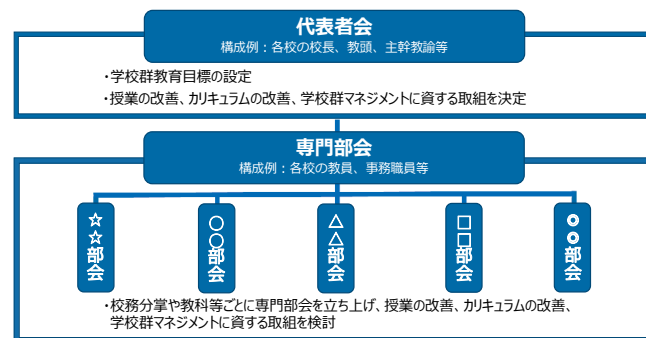 代表者会
構成例：各校の校長、教頭、主幹教諭等
・学校群教育目標の設定
・授業の改善、カリキュラムの改善、学校群マネジメントに資する取組を決定
専門部会
構成例：各校の教員、事務職員等
☆☆部会
○○部会
△△部会
□□部会
◎◎部会
・校務分掌や教科等ごとに専門部会を立ち上げ、授業の改善、カリキュラムの改善、
学校群マネジメントに資する取組を検討